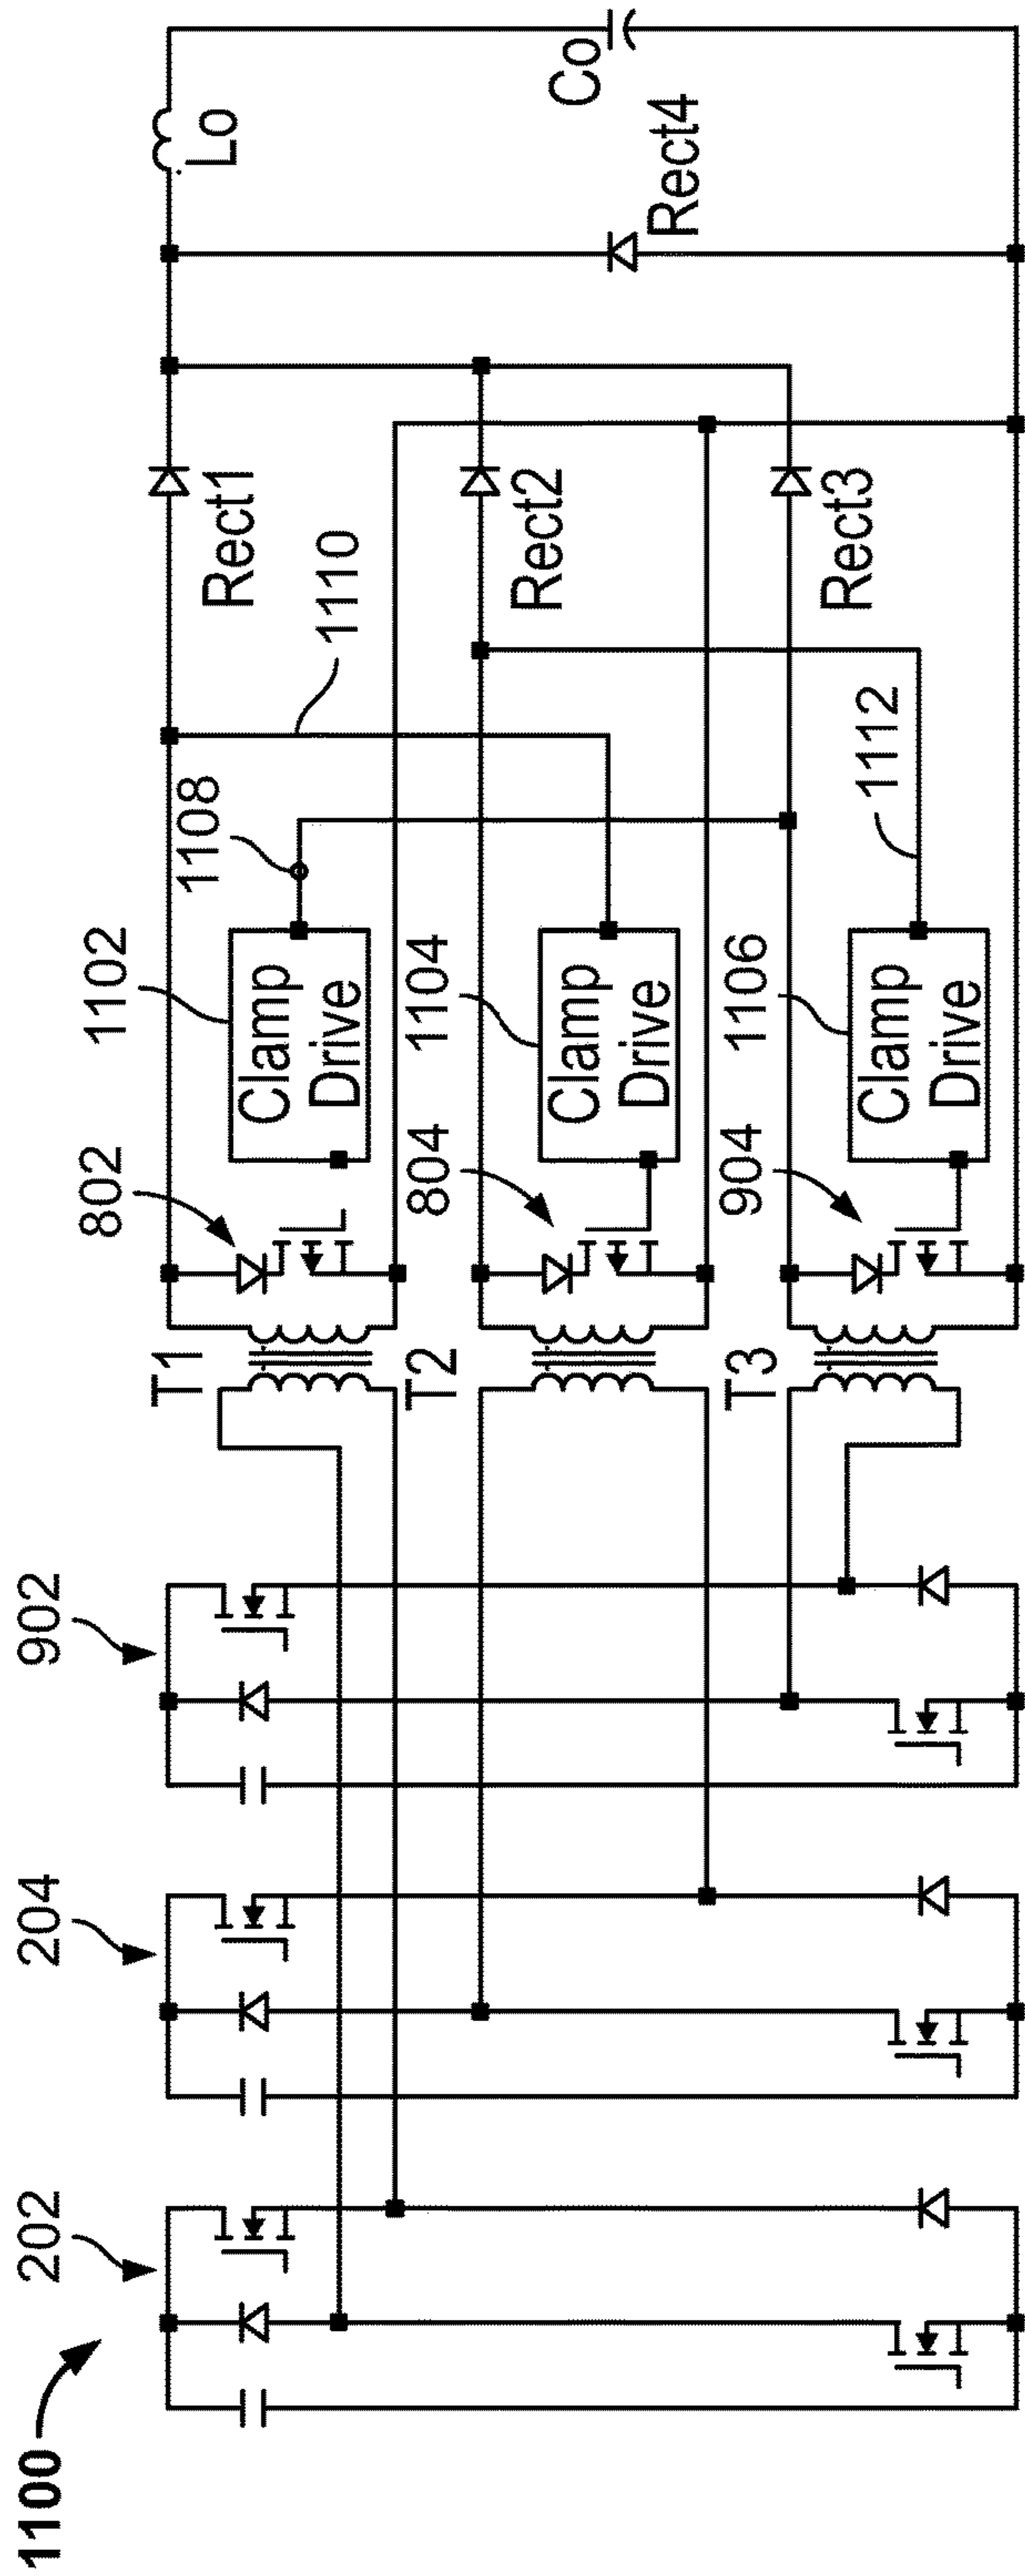 1100
202
204
902
T1
T2
T3
802
804
904
1102
1104
1106
Clamp
Drive
Clamp
Drive
Clamp
Drive
1108
1110
1112
Rect1
Rect2
Rect3
Rect4
Lo
Co